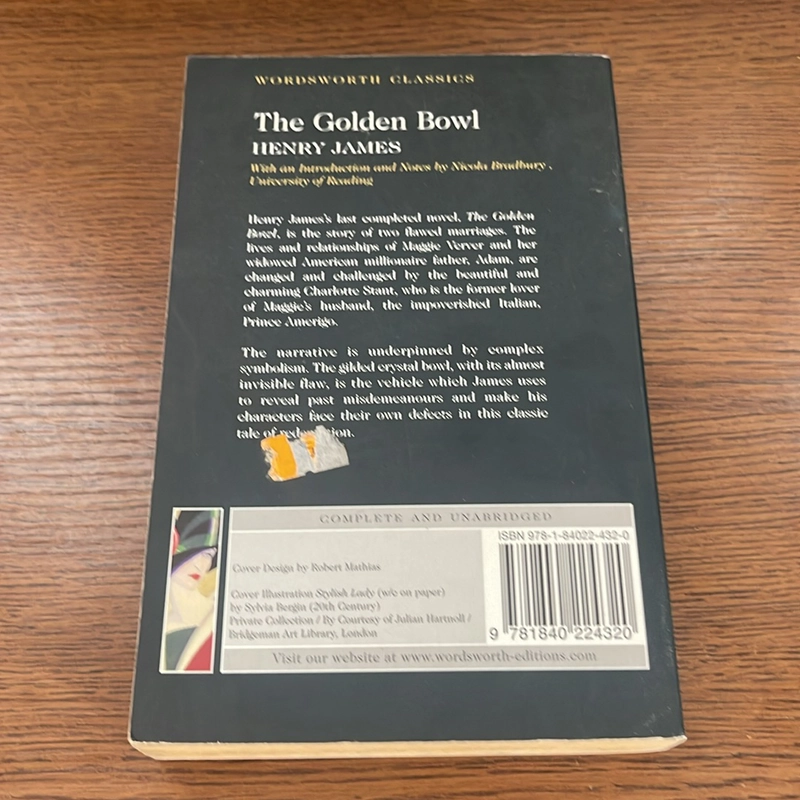 WORDSWORTH CLASSICS
The Golden Bowl
HENRY JAMES
With an Introduction and Notes by Nicola Bradbury,
University of Reading
Henry James's last completed novel, The Golden
Bowl, is the story of two flawed marriages. The
lives and relationships of Maggie Verver and her
widowed American millionaire father, Adam, are
changed and challenged by the beautiful and
charming Charlotte Stant, who is the former lover
of Maggie's husband, the impoverished Italian,
Prince Amerigo.
The narrative is underpinned by complex
symbolism. The gilded crystal bowl, with its almost
invisible flaw, is the vehicle which James uses
to reveal past misdemeanours and make his
characters face their own defects in this classic
tale of
COMPLETE AND UNABRIDGED
ISBN 978-1-84022-432-0
Cover Design by Robert Mathias
Cover Illustration Stylish Lady (w/c on paper)
by Sylvia Bergin (20th Century)
Private Collection / By Courtesy of Julian Hartnoll /
Bridgeman Art Library, London
9 781840 224320
Visit our website at www.wordsworth-editions.com